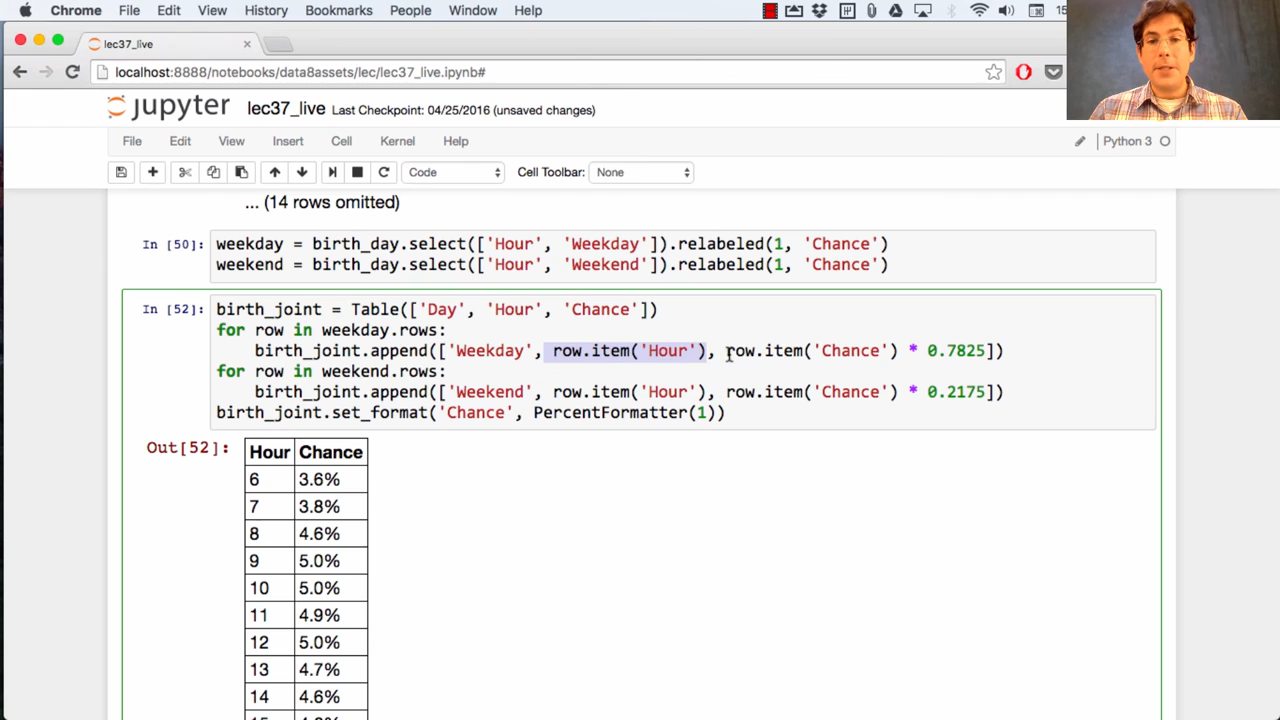 Chrome File Edit View History Bookmarks People Window Help
lec37_live
localhost:8888/notebooks/data8assets/lec/lec37_live.ipynb#
jupyter lec37_live Last Checkpoint: 04/25/2016 (unsaved changes)
File Edit View Insert Cell Kernel Help
Python 3
Code Cell Toolbar: None
... (14 rows omitted)
In [50]: weekday = birth_day.select(['Hour', 'Weekday']).relabeled(1, 'Chance')
weekend = birth_day.select(['Hour', 'Weekend']).relabeled(1, 'Chance')
In [52]: birth_joint = Table(['Day', 'Hour', 'Chance'])
for row in weekday.rows:
birth_joint.append(['Weekday', row.item('Hour'), row.item('Chance') * 0.7825])
for row in weekend.rows:
birth_joint.append(['Weekend', row.item('Hour'), row.item('Chance') * 0.2175])
birth_joint.set_format('Chance', PercentFormatter(1))
Out[52]: Hour Chance
6 3.6%
7 3.8%
8 4.6%
9 5.0%
10 5.0%
11 4.9%
12 5.0%
13 4.7%
14 4.6%